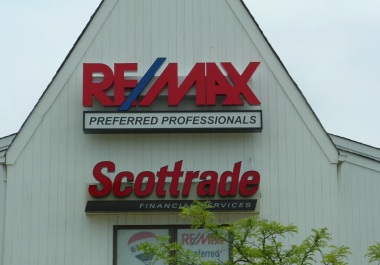 RE/MAX
PREFERRED PROFESSIONALS
Scottrade
FINANCIAL SERVICES
RE/MAX
Preferred